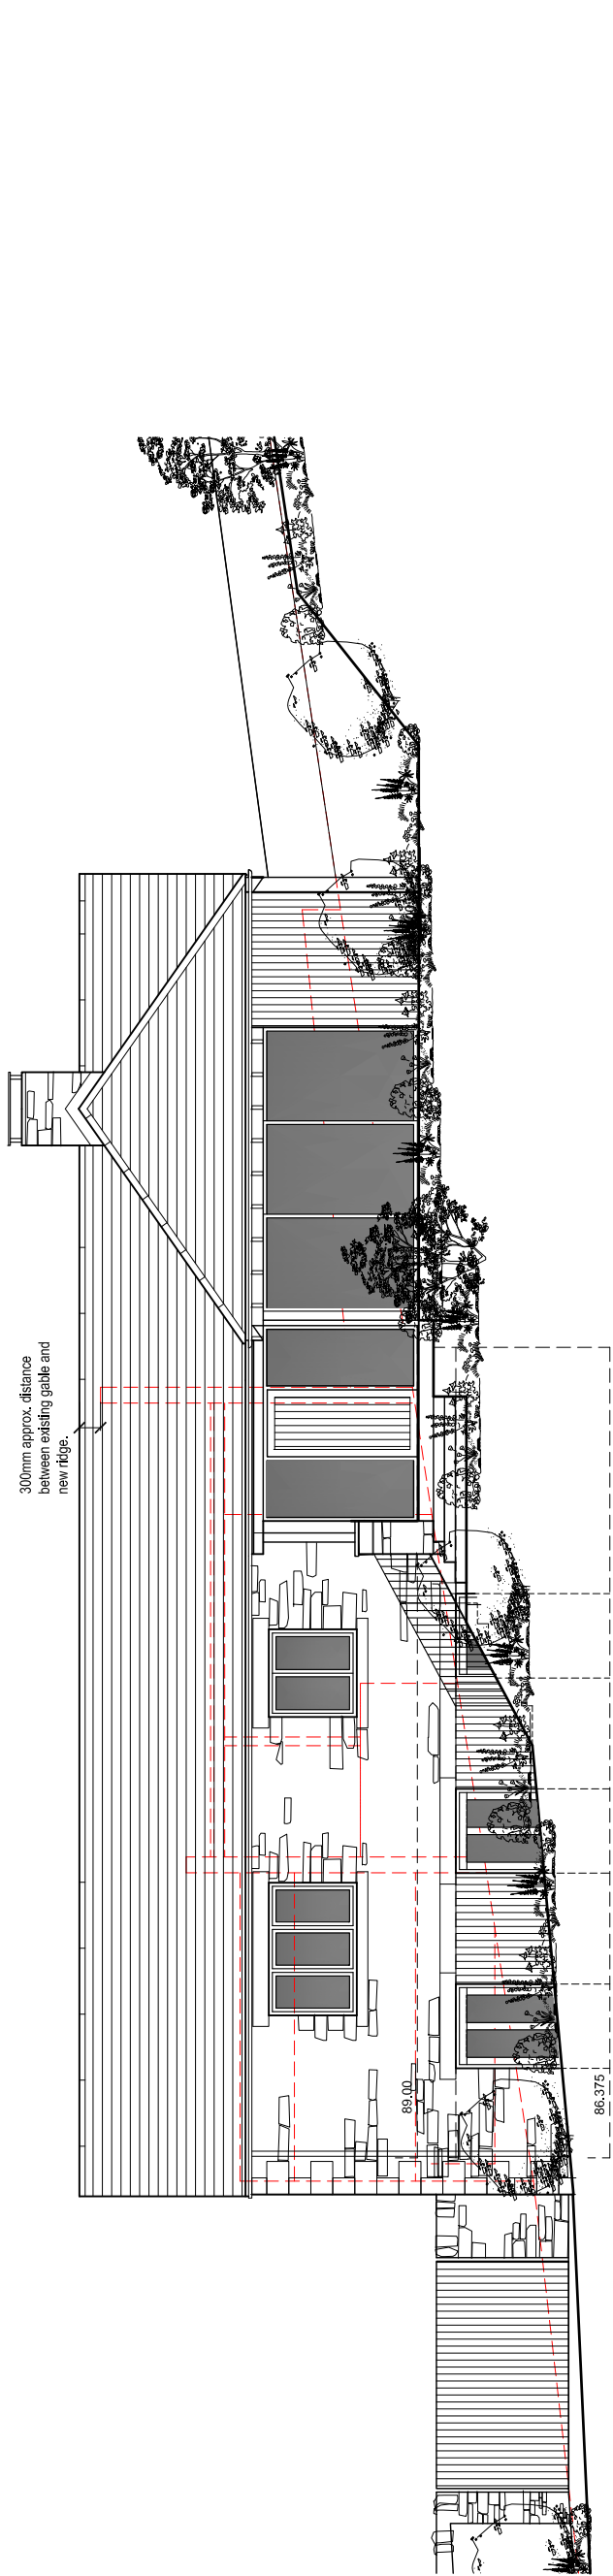 300mm approx. distance
between existing gable and
new ridge.
89.00
86.375